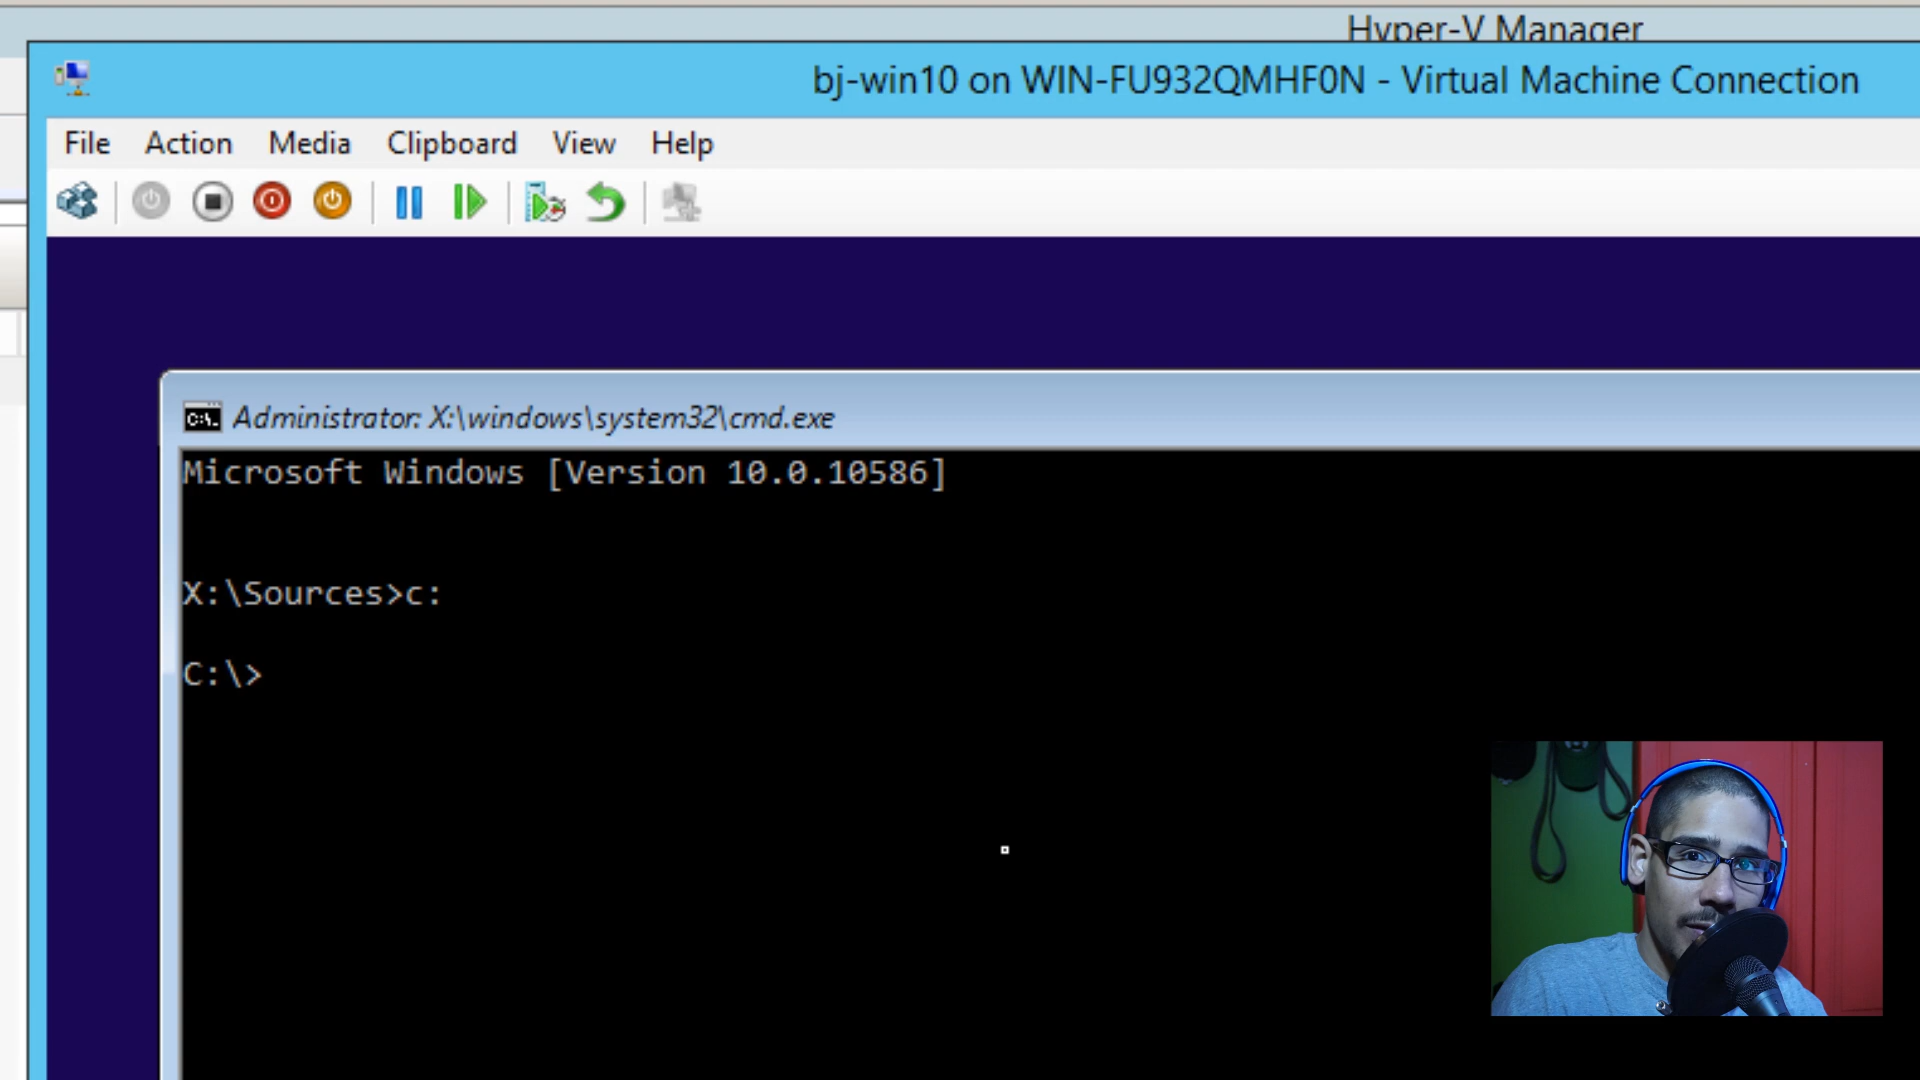 Hyper-V Manager
bj-win10 on WIN-FU932QMHF0N - Virtual Machine Connection
File Action Media Clipboard View Help
C:\. Administrator: X:\windows\system32\cmd.exe
Microsoft Windows [Version 10.0.10586]
X:\Sources>c:
C:\>